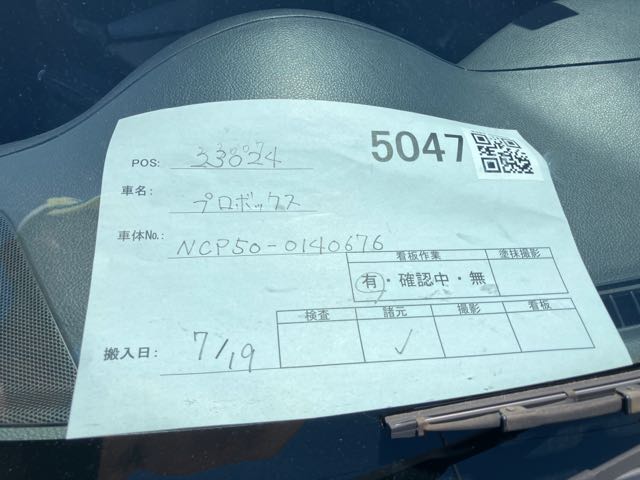 5047
POS: 33824
車名: プロボックス
車体No.: NCP50-0140676
看板作業 塗抹撮影
有・確認中・無
検査 諸元 撮影 看板
✓
搬入日: 7/19